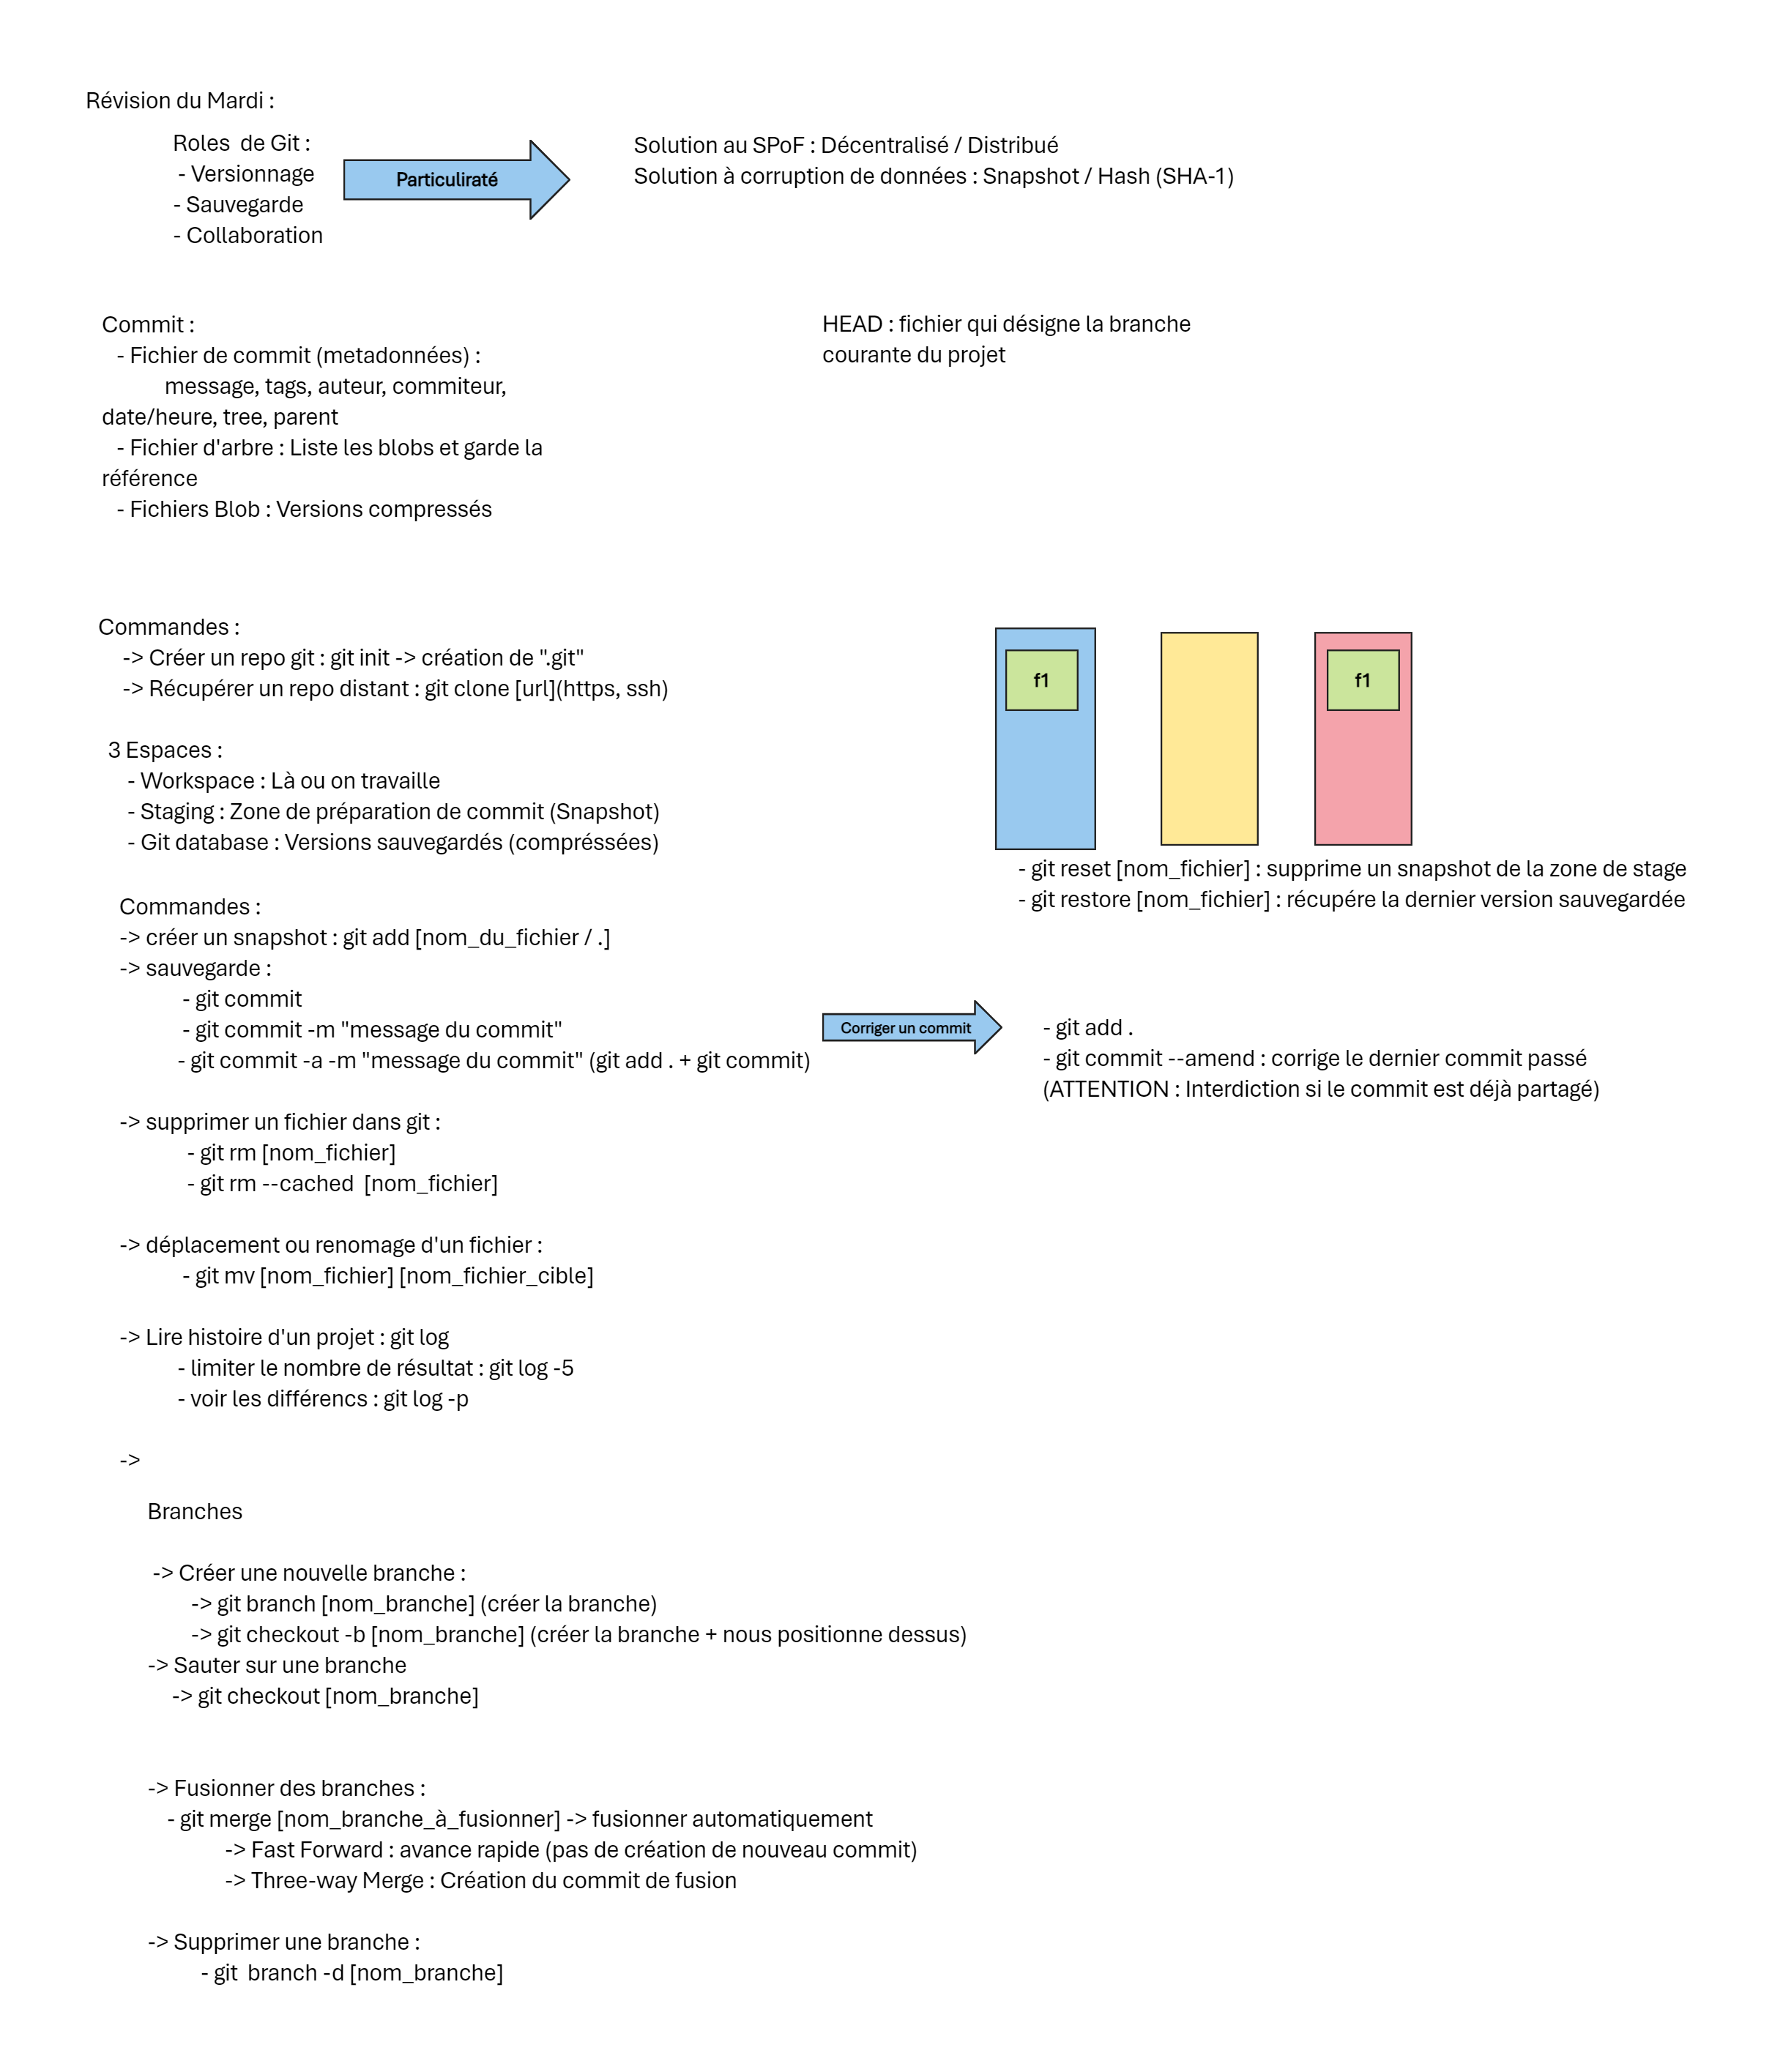 Révision du Mardi :
Roles  de Git :
- Versionnage
- Sauvegarde
- Collaboration
Particuliraté
Solution au SPoF : Décentralisé / Distribué
Solution à corruption de données : Snapshot / Hash (SHA-1)
Commit :
- Fichier de commit (metadonnées) :
message, tags, auteur, commiteur,
date/heure, tree, parent
- Fichier d'arbre : Liste les blobs et garde la
référence
- Fichiers Blob : Versions compressés
HEAD : fichier qui désigne la branche
courante du projet
Commandes :
-> Créer un repo git : git init -> création de ".git"
-> Récupérer un repo distant : git clone [url](https, ssh)
3 Espaces :
- Workspace : Là ou on travaille
- Staging : Zone de préparation de commit (Snapshot)
- Git database : Versions sauvegardés (compréssées)
f1
f1
- git reset [nom_fichier] : supprime un snapshot de la zone de stage
- git restore [nom_fichier] : récupére la dernier version sauvegardée
Commandes :
-> créer un snapshot : git add [nom_du_fichier / .]
-> sauvegarde :
- git commit
- git commit -m "message du commit"
- git commit -a -m "message du commit" (git add . + git commit)
Corriger un commit
- git add .
- git commit --amend : corrige le dernier commit passé
(ATTENTION : Interdiction si le commit est déjà partagé)
-> supprimer un fichier dans git :
- git rm [nom_fichier]
- git rm --cached  [nom_fichier]
-> déplacement ou renomage d'un fichier :
- git mv [nom_fichier] [nom_fichier_cible]
-> Lire histoire d'un projet : git log
- limiter le nombre de résultat : git log -5
- voir les différencs : git log -p
->
Branches
-> Créer une nouvelle branche :
-> git branch [nom_branche] (créer la branche)
-> git checkout -b [nom_branche] (créer la branche + nous positionne dessus)
-> Sauter sur une branche
-> git checkout [nom_branche]
-> Fusionner des branches :
- git merge [nom_branche_à_fusionner] -> fusionner automatiquement
-> Fast Forward : avance rapide (pas de création de nouveau commit)
-> Three-way Merge : Création du commit de fusion
-> Supprimer une branche :
- git  branch -d [nom_branche]